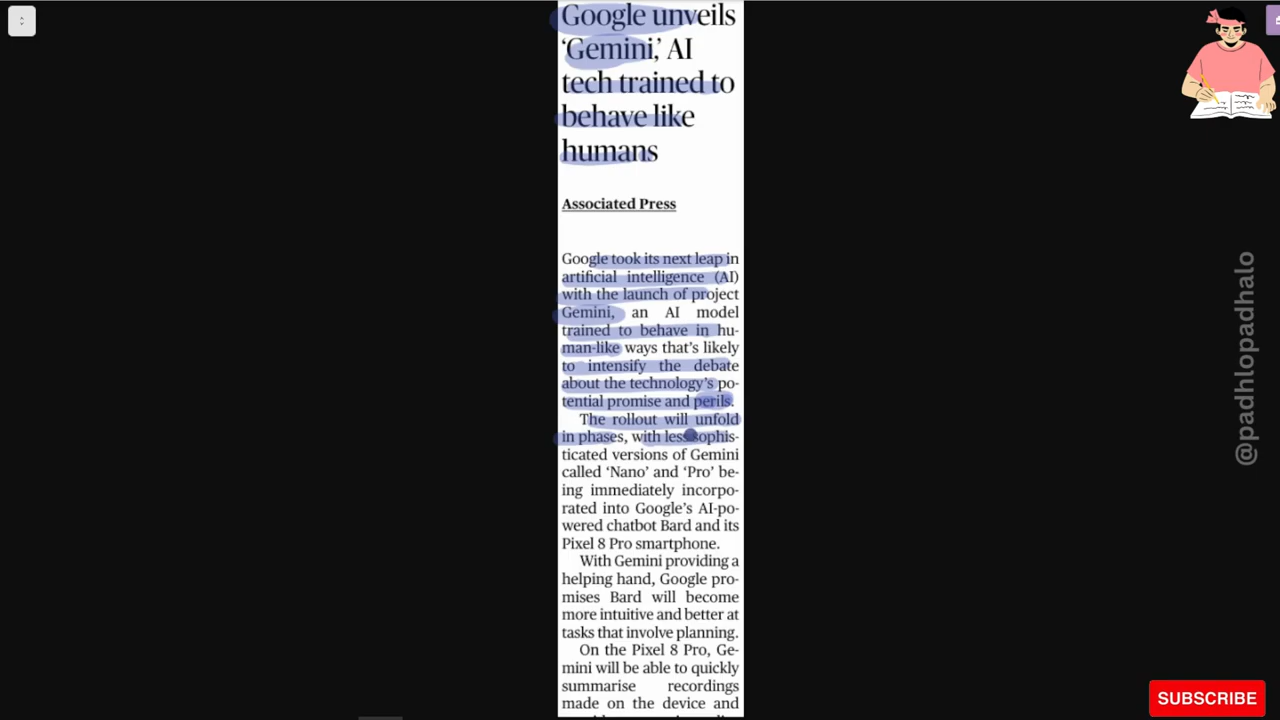 Google unveils
‘Gemini,’ AI
tech trained to
behave like
humans
Associated Press
Google took its next leap in
artificial intelligence (AI)
with the launch of project
Gemini, an AI model
trained to behave in hu-
man-like ways that’s likely
to intensify the debate
about the technology’s po-
tential promise and perils.
The rollout will unfold
in phases, with less sophis-
ticated versions of Gemini
called ‘Nano’ and ‘Pro’ be-
ing immediately incorpo-
rated into Google’s AI-po-
wered chatbot Bard and its
Pixel 8 Pro smartphone.
With Gemini providing a
helping hand, Google pro-
mises Bard will become
more intuitive and better at
tasks that involve planning.
On the Pixel 8 Pro, Ge-
mini will be able to quickly
summarise recordings
made on the device and
@padhlopadhalo
SUBSCRIBE